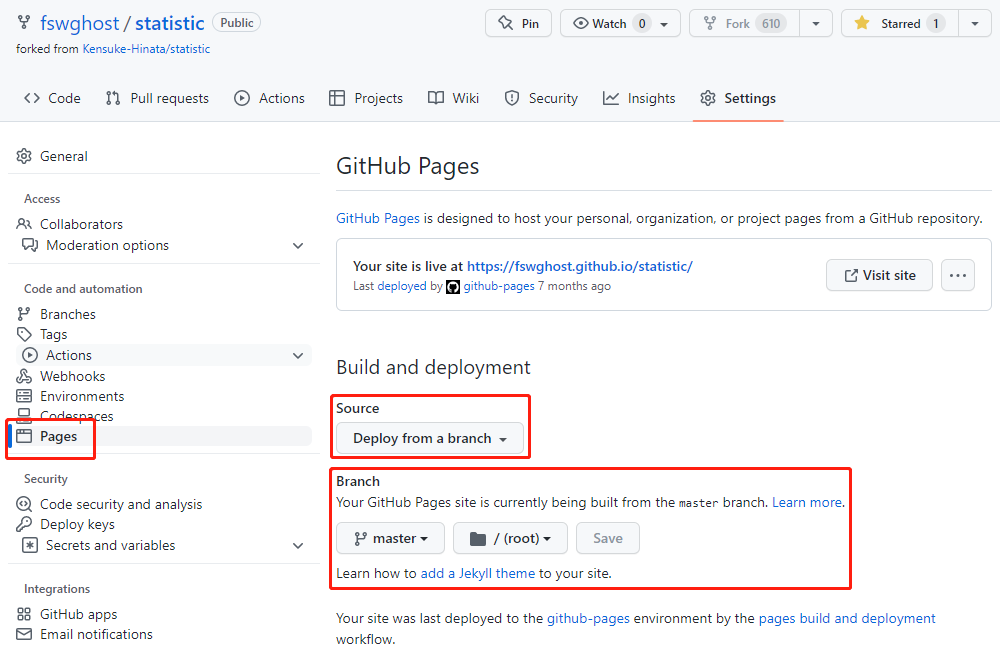 fswghost / statistic Public Pin Watch 0 Fork 610 Starred 1
forked from Kensuke-Hinata/statistic
Code Pull requests Actions Projects Wiki Security Insights Settings
General
Access
Collaborators
Moderation options
Code and automation
Branches
Tags
Actions
Webhooks
Environments
Codespaces
Pages
Security
Code security and analysis
Deploy keys
Secrets and variables
Integrations
GitHub apps
Email notifications
GitHub Pages
GitHub Pages is designed to host your personal, organization, or project pages from a GitHub repository.
Your site is live at https://fswghost.github.io/statistic/
Last deployed by github-pages 7 months ago
Visit site
Build and deployment
Source
Deploy from a branch
Branch
Your GitHub Pages site is currently being built from the master branch. Learn more.
master / (root) Save
Learn how to add a Jekyll theme to your site.
Your site was last deployed to the github-pages environment by the pages build and deployment
workflow.